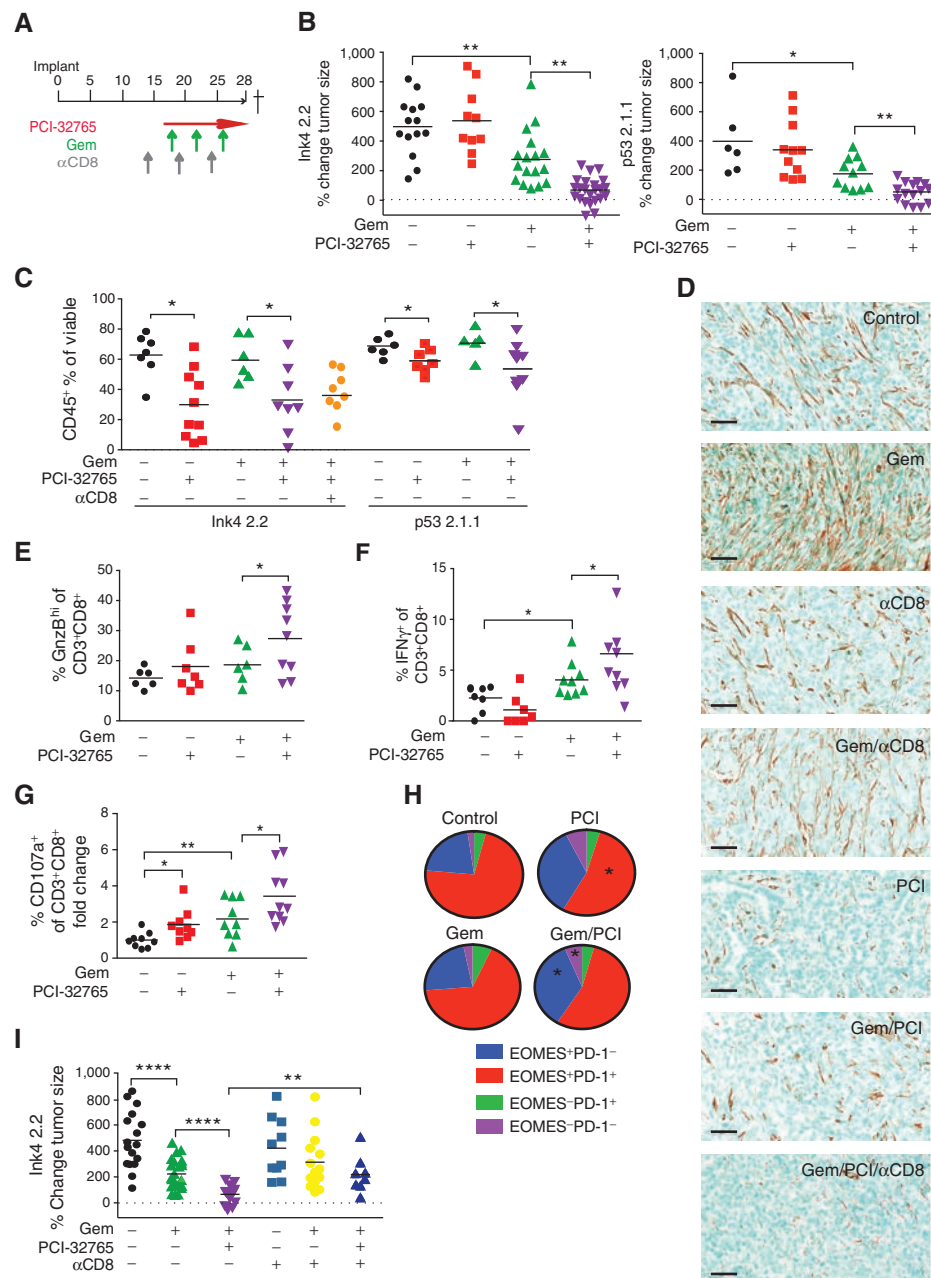 A
Implant
0 5 10 15 20 25 28
PCI-32765
Gem
αCD8
B
Ink4 2.2
% change tumor size
1,000
800
600
400
200
0
** **
Gem – – + +
PCI-32765 – + – +
p53 2.1.1
% change tumor size
1,000
800
600
400
200
0
* **
Gem – – + +
PCI-32765 – + – +
C
CD45⁺ % of viable
100
80
60
40
20
0
* * * *
Gem – – + + + – – + +
PCI-32765 – + – + + – + – +
αCD8 – – – – + – – – –
Ink4 2.2 p53 2.1.1
D
Control
Gem
αCD8
Gem/αCD8
PCI
Gem/PCI
Gem/PCI/αCD8
E
% GnzBʰⁱ of
CD3⁺CD8⁺
50
40
30
20
10
0
*
Gem – – + +
PCI-32765 – + – +
F
% IFNγ⁺ of
CD3⁺CD8+
15
10
5
0
* *
Gem – – + +
PCI-32765 – + – +
G
% CD107a⁺
of CD3⁺CD8⁺
fold change
8
6
4
2
0
* ** *
Gem – – + +
PCI-32765 – + – +
H
Control PCI
*
Gem Gem/PCI
* *
EOMES⁺PD-1⁻
EOMES⁺PD-1⁺
EOMES⁻PD-1⁺
EOMES⁻PD-1⁻
I
Ink4 2.2
% Change tumor size
1,000
800
600
400
200
0
**** **** **
Gem – + + – + +
PCI-32765 – – + – – +
αCD8 – – – + + +